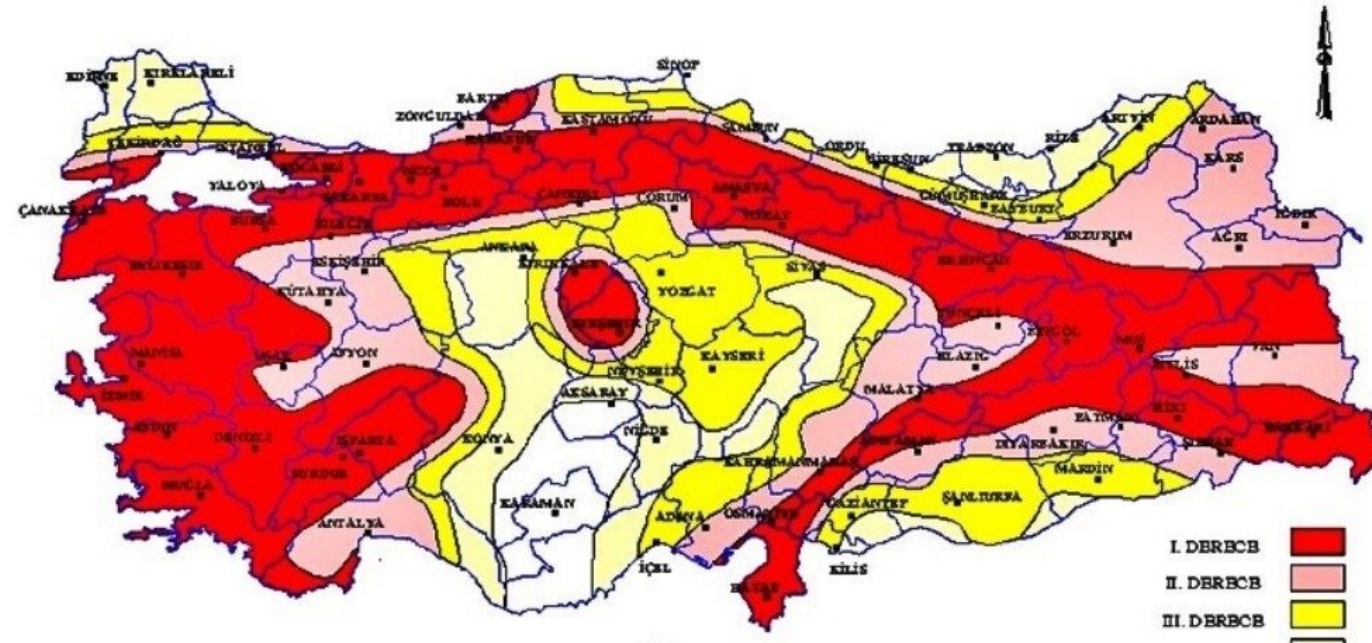 SİNOP
EDİRNE
KIRKLARELİ
BARTIN
ZONGULDAK
KASTAMONU
SAMSUN
ARTVİN
ARDAHAN
TEKİRDAĞ
İSTANBUL
KARABÜK
ORDU
GİRESUN
TRABZON
RİZE
KARS
KOCAELİ
YALOVA
SAKARYA
BOLU
ÇANKIRI
ÇORUM
AMASYA
TOKAT
GÜMÜŞHANE
BAYBURT
ÇANAKKALE
BURSA
BİLECİK
ERZURUM
IĞDIR
AĞRI
BALIKESİR
ESKİŞEHİR
ANKARA
KIRIKKALE
SİVAS
ERZİNCAN
KÜTAHYA
YOZGAT
KIRŞEHİR
TUNCELİ
BİNGÖL
MUŞ
MANİSA
UŞAK
AFYON
KAYSERİ
ELAZIĞ
BİTLİS
VAN
NEVŞEHİR
AKSARAY
MALATYA
İZMİR
AYDIN
DENİZLİ
ISPARTA
KONYA
NİĞDE
BATMAN
SİİRT
HAKKARİ
ADIYAMAN
DİYARBAKIR
ŞIRNAK
BURDUR
KAHRAMANMARAŞ
MARDİN
MUĞLA
KARAMAN
GAZİANTEP
ŞANLIURFA
ANTALYA
ADANA
OSMANİYE
İÇEL
KİLİS
HATAY
I. DERECE
II. DERECE
III. DERECE